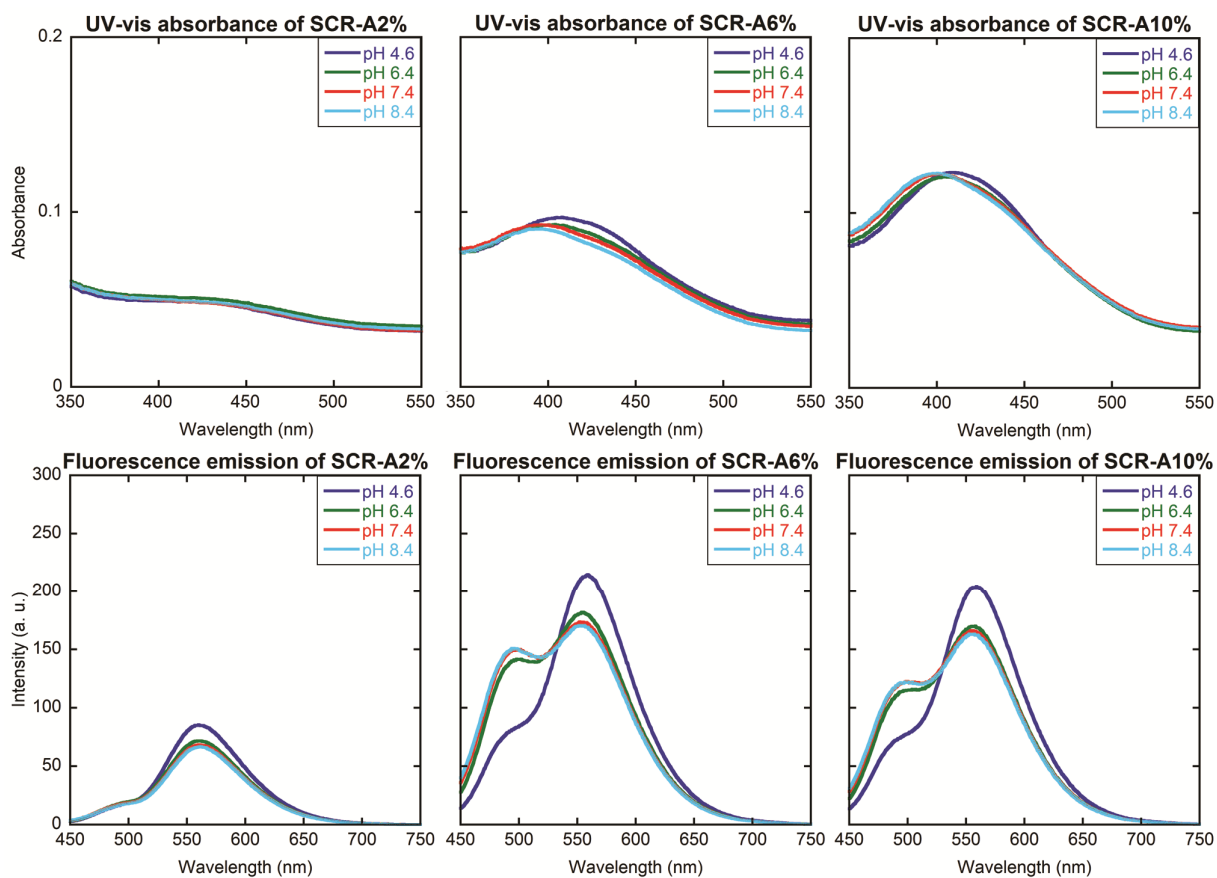 UV-vis absorbance of SCR-A2%
UV-vis absorbance of SCR-A6%
UV-vis absorbance of SCR-A10%
0.2
pH 4.6
pH 6.4
pH 7.4
pH 8.4
pH 4.6
pH 6.4
pH 7.4
pH 8.4
pH 4.6
pH 6.4
pH 7.4
pH 8.4
Absorbance
0.1
0
350 400 450 500 550
350 400 450 500 550
350 400 450 500 550
Wavelength (nm)
Wavelength (nm)
Wavelength (nm)
Fluorescence emission of SCR-A2%
Fluorescence emission of SCR-A6%
Fluorescence emission of SCR-A10%
300
pH 4.6
pH 6.4
pH 7.4
pH 8.4
pH 4.6
pH 6.4
pH 7.4
pH 8.4
pH 4.6
pH 6.4
pH 7.4
pH 8.4
250
200
Intensity (a. u.)
150
100
50
0
450 500 550 600 650 700 750
450 500 550 600 650 700 750
450 500 550 600 650 700 750
Wavelength (nm)
Wavelength (nm)
Wavelength (nm)